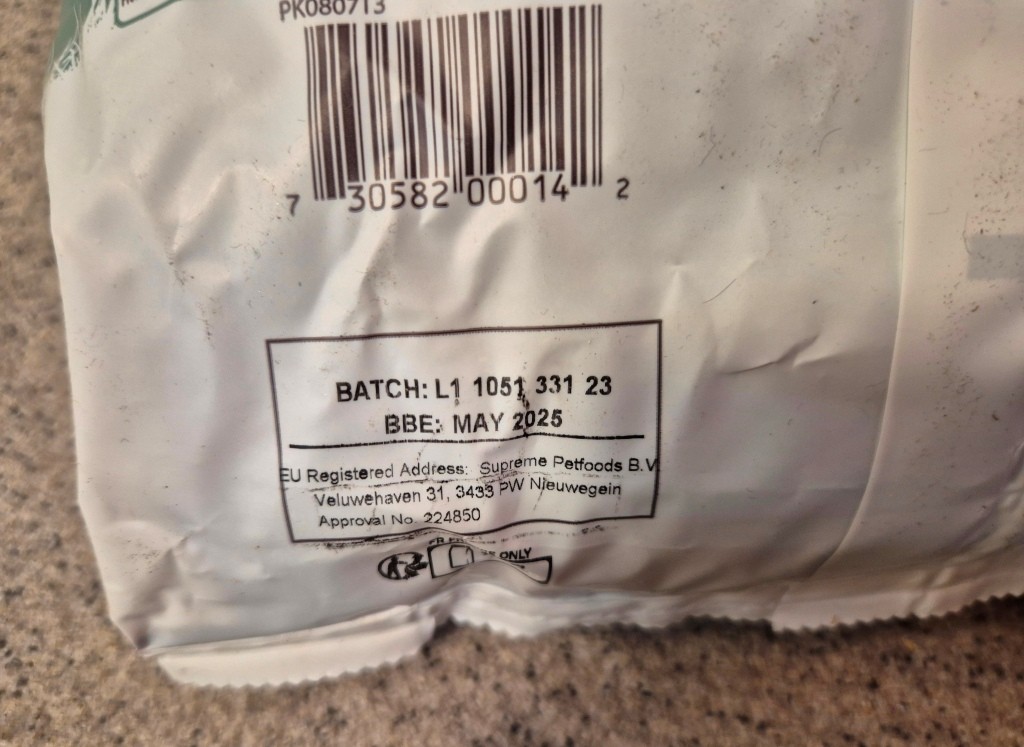 PK080713
7 30582 00014 2
BATCH: L1 1051 331 23
BBE: MAY 2025
EU Registered Address: Supreme Petfoods B.V.
Veluwehaven 31, 3433 PW Nieuwegein
Approval No. 224850
ONLY